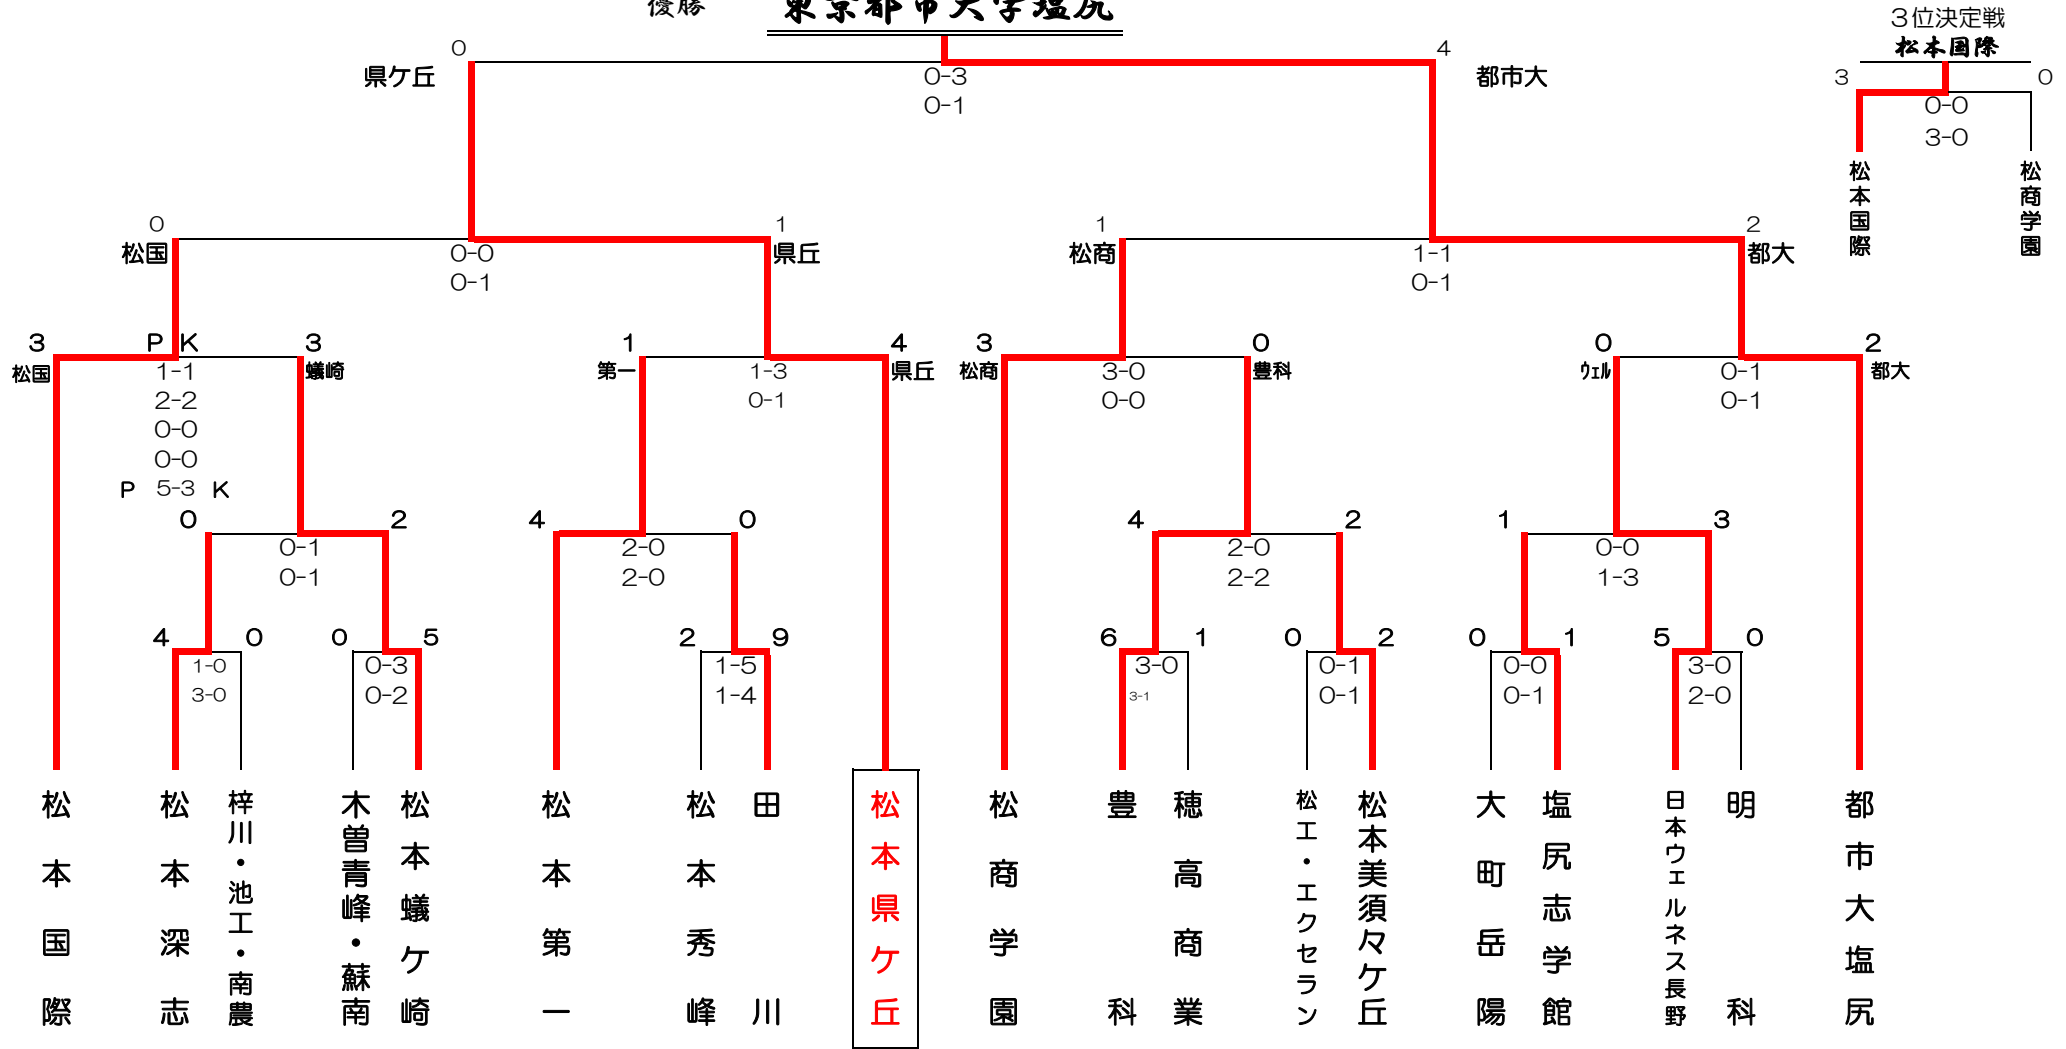 優勝 東京都市大学塩尻
3位決定戦
松本国際
3 0
0-0
3-0
松本国際
松商学園
0 4
県ケ丘 都市大
0-3
0-1
0 1 1 2
松国 県丘 松商 都大
0-0 1-1
0-1 0-1
3 PK 3 1 4 3 0 0 2
松国 蟻崎 第一 県丘 松商 豊科 ウェル 都大
1-1 1-3 3-0 0-1
2-2 0-1 0-0 0-1
0-0
0-0
P 5-3 K
0 2 4 0 4 2 1 3
0-1 2-0 2-0 0-0
0-1 2-0 2-2 1-3
4 0 0 5 2 9 6 1 0 2 0 1 5 0
1-0 0-3 1-5 3-0 0-1 0-0 3-0
3-0 0-2 1-4 3-1 0-1 0-1 2-0
松本国際
松本深志
梓川・池工・南農
木曽青峰・蘇南
松本蟻ケ崎
松本第一
松本秀峰
田川
松本県ケ丘
松商学園
豊科
穂高商業
松工・エクセラン
松本美須々ケ丘
大町岳陽
塩尻志学館
日本ウェルネス長野
明科
都市大塩尻